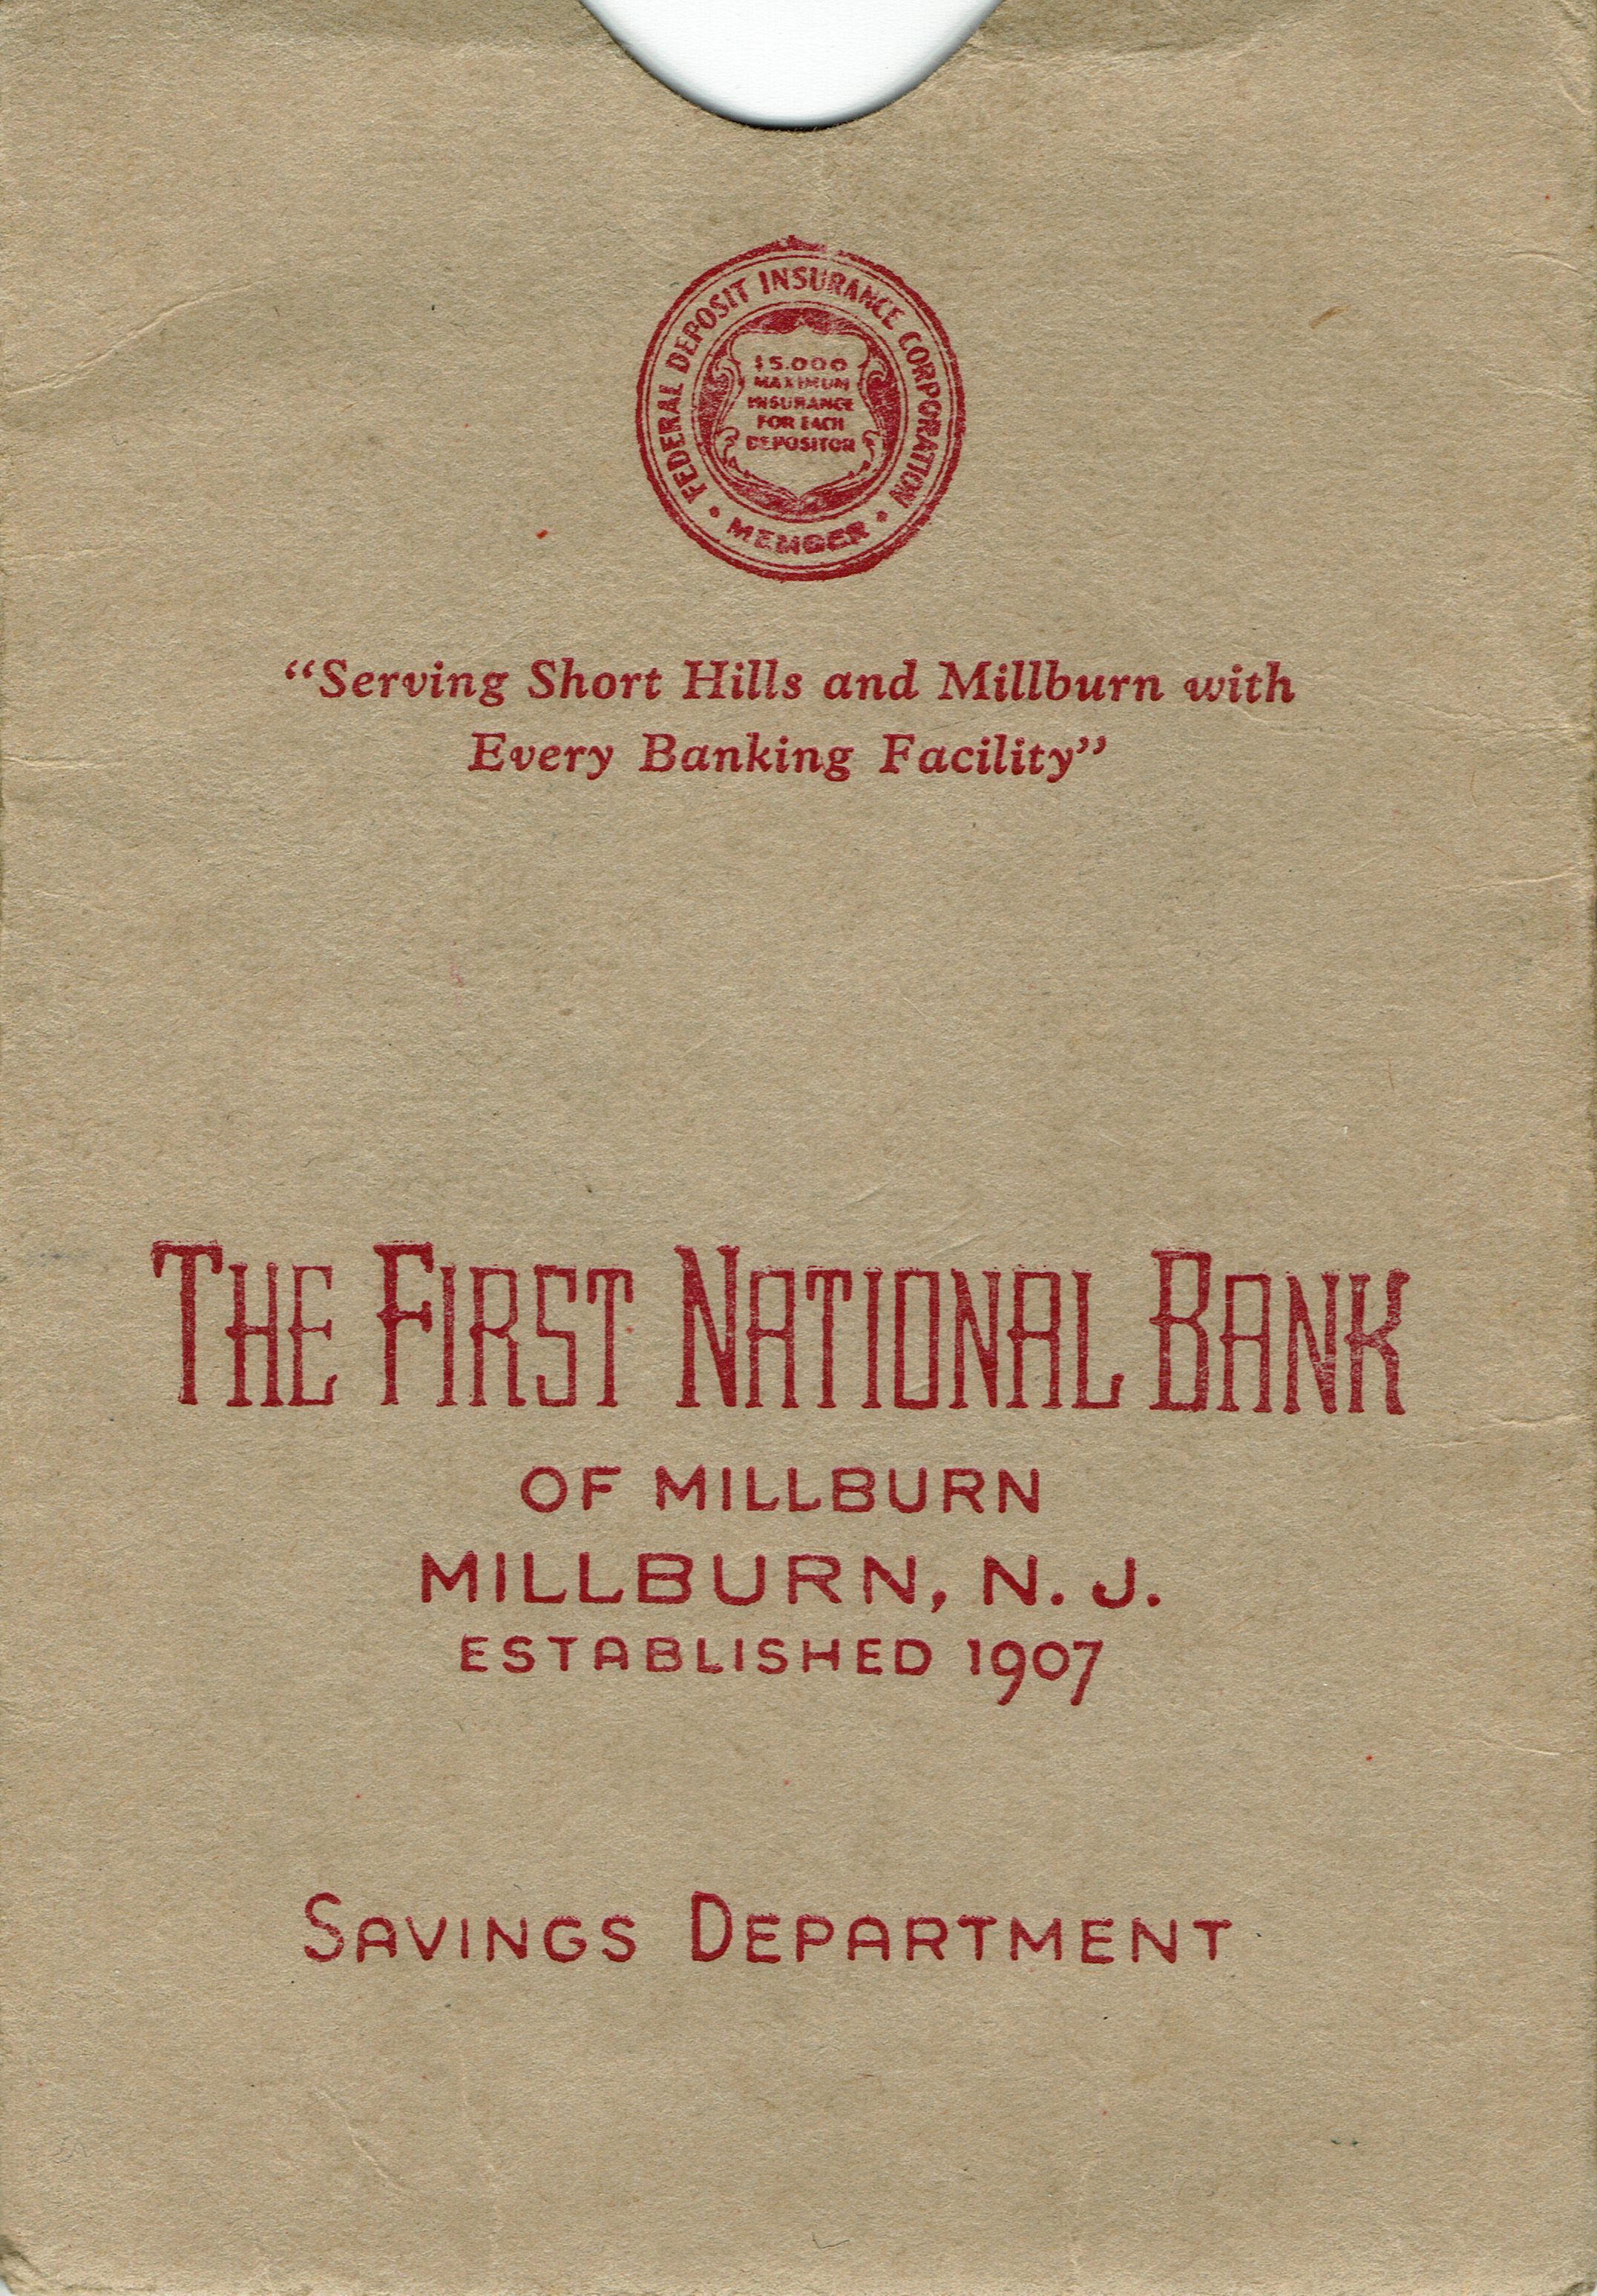 FEDERAL DEPOSIT INSURANCE CORPORATION
$5,000
MAXIMUM
INSURANCE
FOR EACH
DEPOSITOR
• MEMBER •
“Serving Short Hills and Millburn with
Every Banking Facility”
THE FIRST NATIONAL BANK
OF MILLBURN
MILLBURN, N. J.
ESTABLISHED 1907
SAVINGS DEPARTMENT